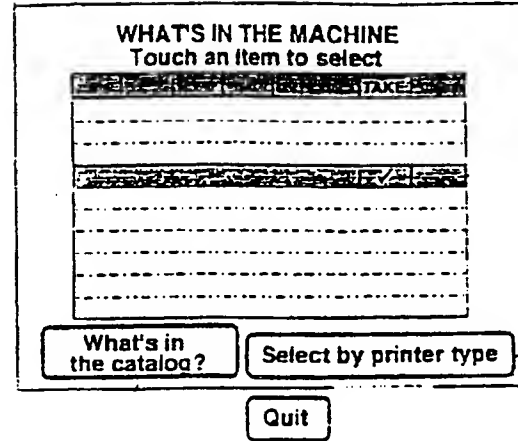 WHAT'S IN THE MACHINE
Touch an item to select
TAKE
What's in
the catalog?
Select by printer type
Quit